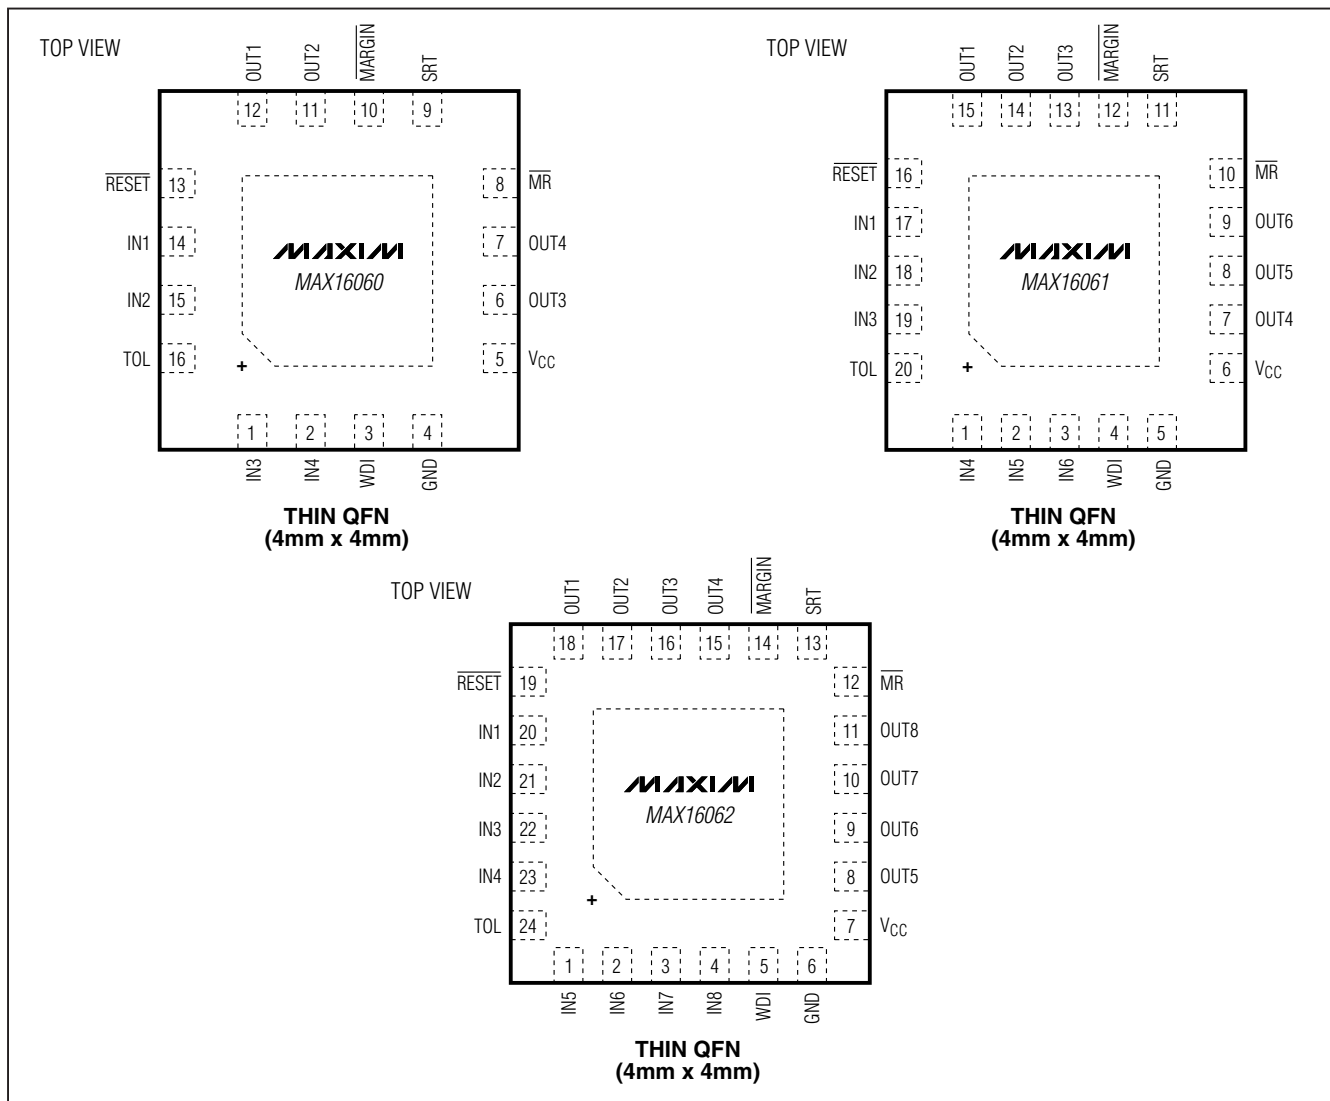 TOP VIEW
OUT1 OUT2 MARGIN SRT
12 11 10 9
RESET 13 8 MR
IN1 14 7 OUT4
MAXIM
MAX16060
IN2 15 6 OUT3
TOL 16 5 VCC
+
1 2 3 4
IN3 IN4 WDI GND
THIN QFN
(4mm x 4mm)
TOP VIEW
OUT1 OUT2 OUT3 MARGIN SRT
15 14 13 12 11
RESET 16 10 MR
IN1 17 9 OUT6
MAXIM
IN2 18 MAX16061 8 OUT5
IN3 19 7 OUT4
TOL 20 6 VCC
+
1 2 3 4 5
IN4 IN5 IN6 WDI GND
THIN QFN
(4mm x 4mm)
TOP VIEW
OUT1 OUT2 OUT3 OUT4 MARGIN SRT
18 17 16 15 14 13
RESET 19 12 MR
IN1 20 11 OUT8
IN2 21 MAXIM 10 OUT7
MAX16062
IN3 22 9 OUT6
IN4 23 8 OUT5
+
TOL 24 7 VCC
1 2 3 4 5 6
IN5 IN6 IN7 IN8 WDI GND
THIN QFN
(4mm x 4mm)